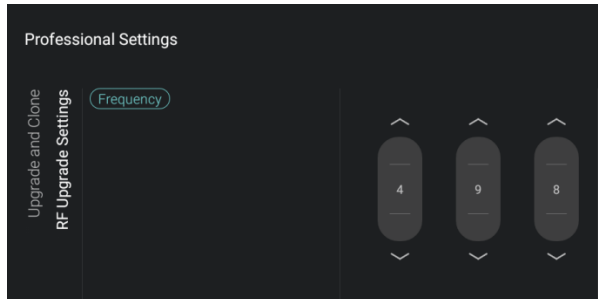 Professional Settings
Upgrade and Clone
RF Upgrade Settings
Frequency
4 9 8